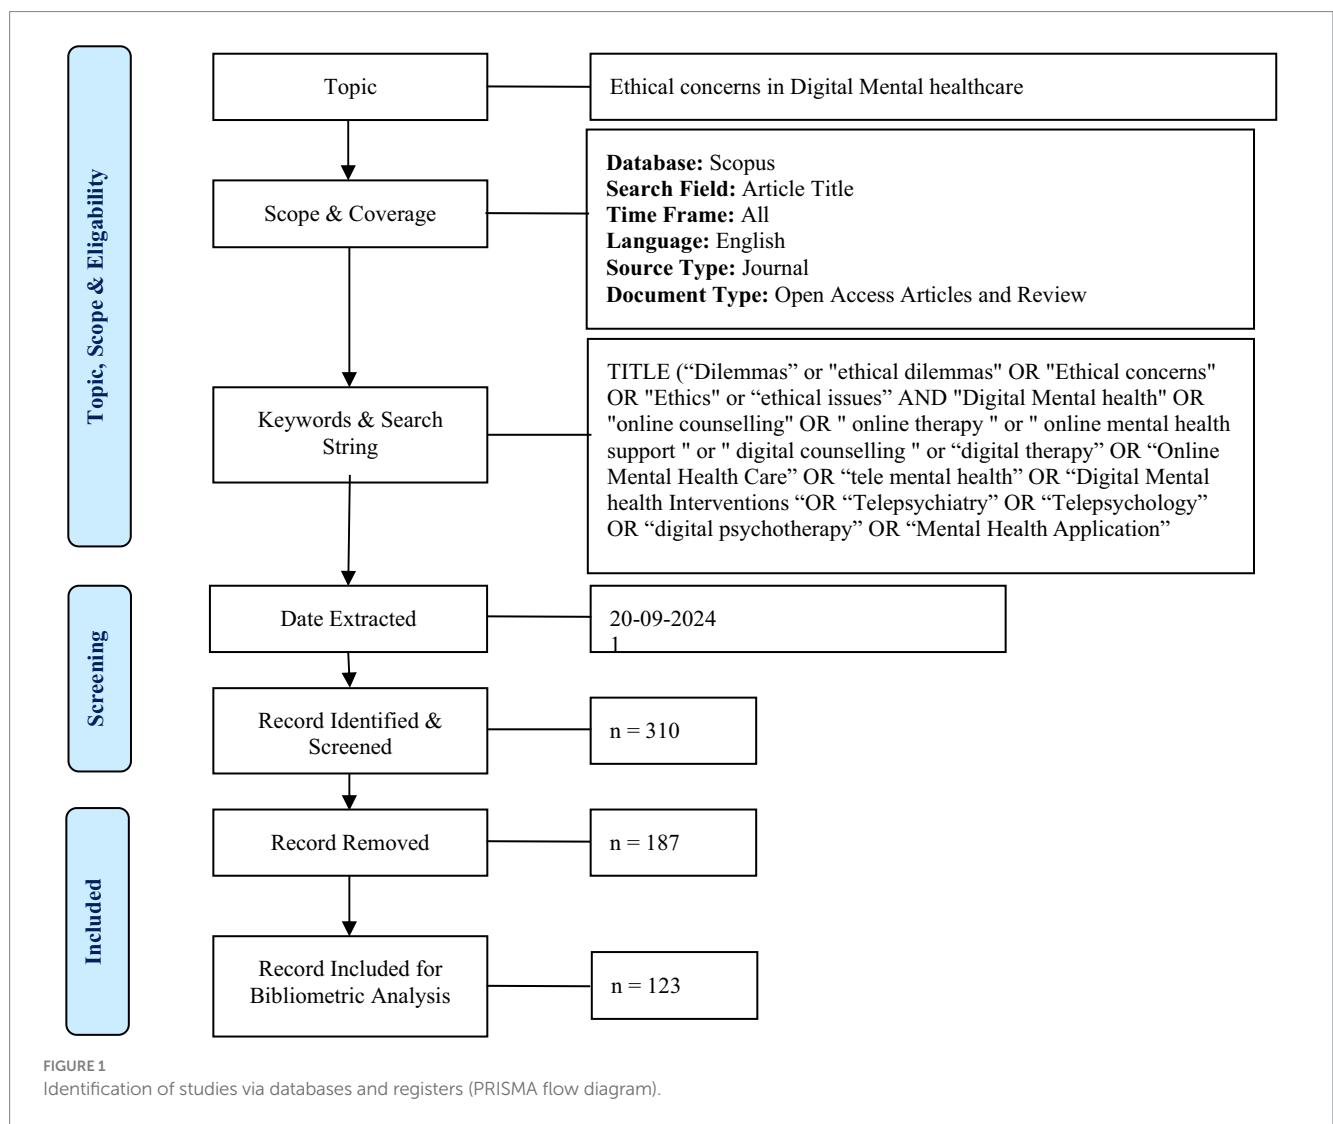 Topic, Scope & Eligability
Topic
Ethical concerns in Digital Mental healthcare
Scope & Coverage
Database: Scopus
Search Field: Article Title
Time Frame: All
Language: English
Source Type: Journal
Document Type: Open Access Articles and Review
Keywords & Search
String
TITLE (“Dilemmas” or "ethical dilemmas" OR "Ethical concerns"
OR "Ethics" or “ethical issues” AND "Digital Mental health" OR
"online counselling" OR " online therapy " or " online mental health
support " or " digital counselling " or “digital therapy” OR “Online
Mental Health Care” OR “tele mental health” OR “Digital Mental
health Interventions “OR “Telepsychiatry” OR “Telepsychology”
OR “digital psychotherapy” OR “Mental Health Application”
Screening
Date Extracted
20-09-2024
1
Record Identified &
Screened
n = 310
Included
Record Removed
n = 187
Record Included for
Bibliometric Analysis
n = 123
FIGURE 1
Identification of studies via databases and registers (PRISMA flow diagram).